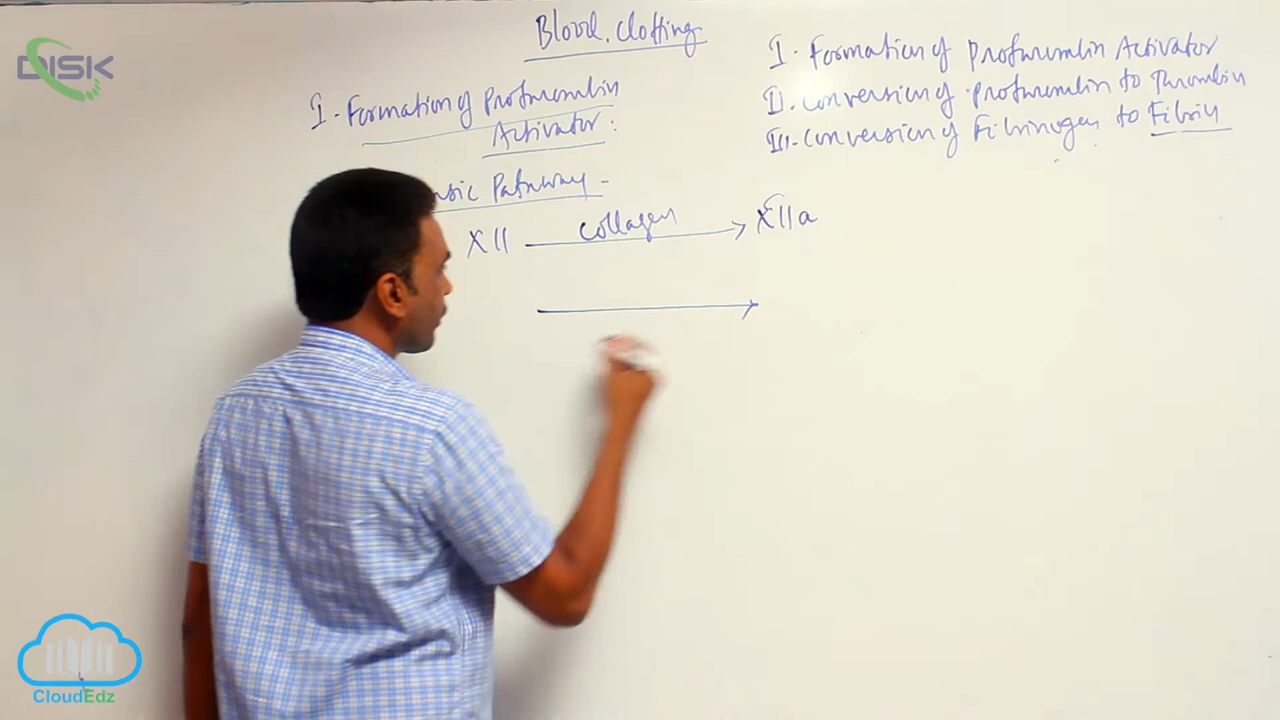 DISK
Blood Clotting
I. Formation of Prothrombin
Activator:
Pathway -
XII collagen XIIa
I. Formation of Prothrombin Activator
II. Conversion of prothrombin to Thrombin
III. Conversion of Fibrinogen to Fibrin
CloudEdz